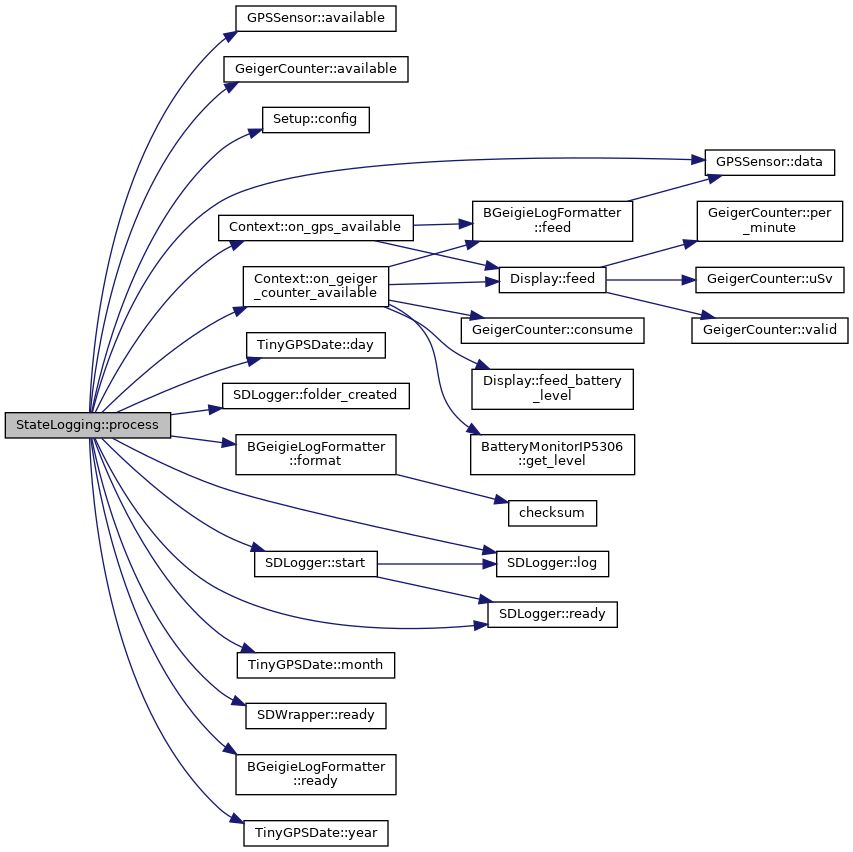 GPSSensor::available
GeigerCounter::available
Setup::config
GPSSensor::data
Context::on_gps_available
BGeigieLogFormatter
::feed
GeigerCounter::per
_minute
Context::on_geiger
_counter_available
Display::feed
GeigerCounter::uSv
GeigerCounter::consume
GeigerCounter::valid
TinyGPSDate::day
Display::feed_battery
_level
SDLogger::folder_created
StateLogging::process
BGeigieLogFormatter
::format
BatteryMonitorIP5306
::get_level
checksum
SDLogger::start
SDLogger::log
SDLogger::ready
TinyGPSDate::month
SDWrapper::ready
BGeigieLogFormatter
::ready
TinyGPSDate::year